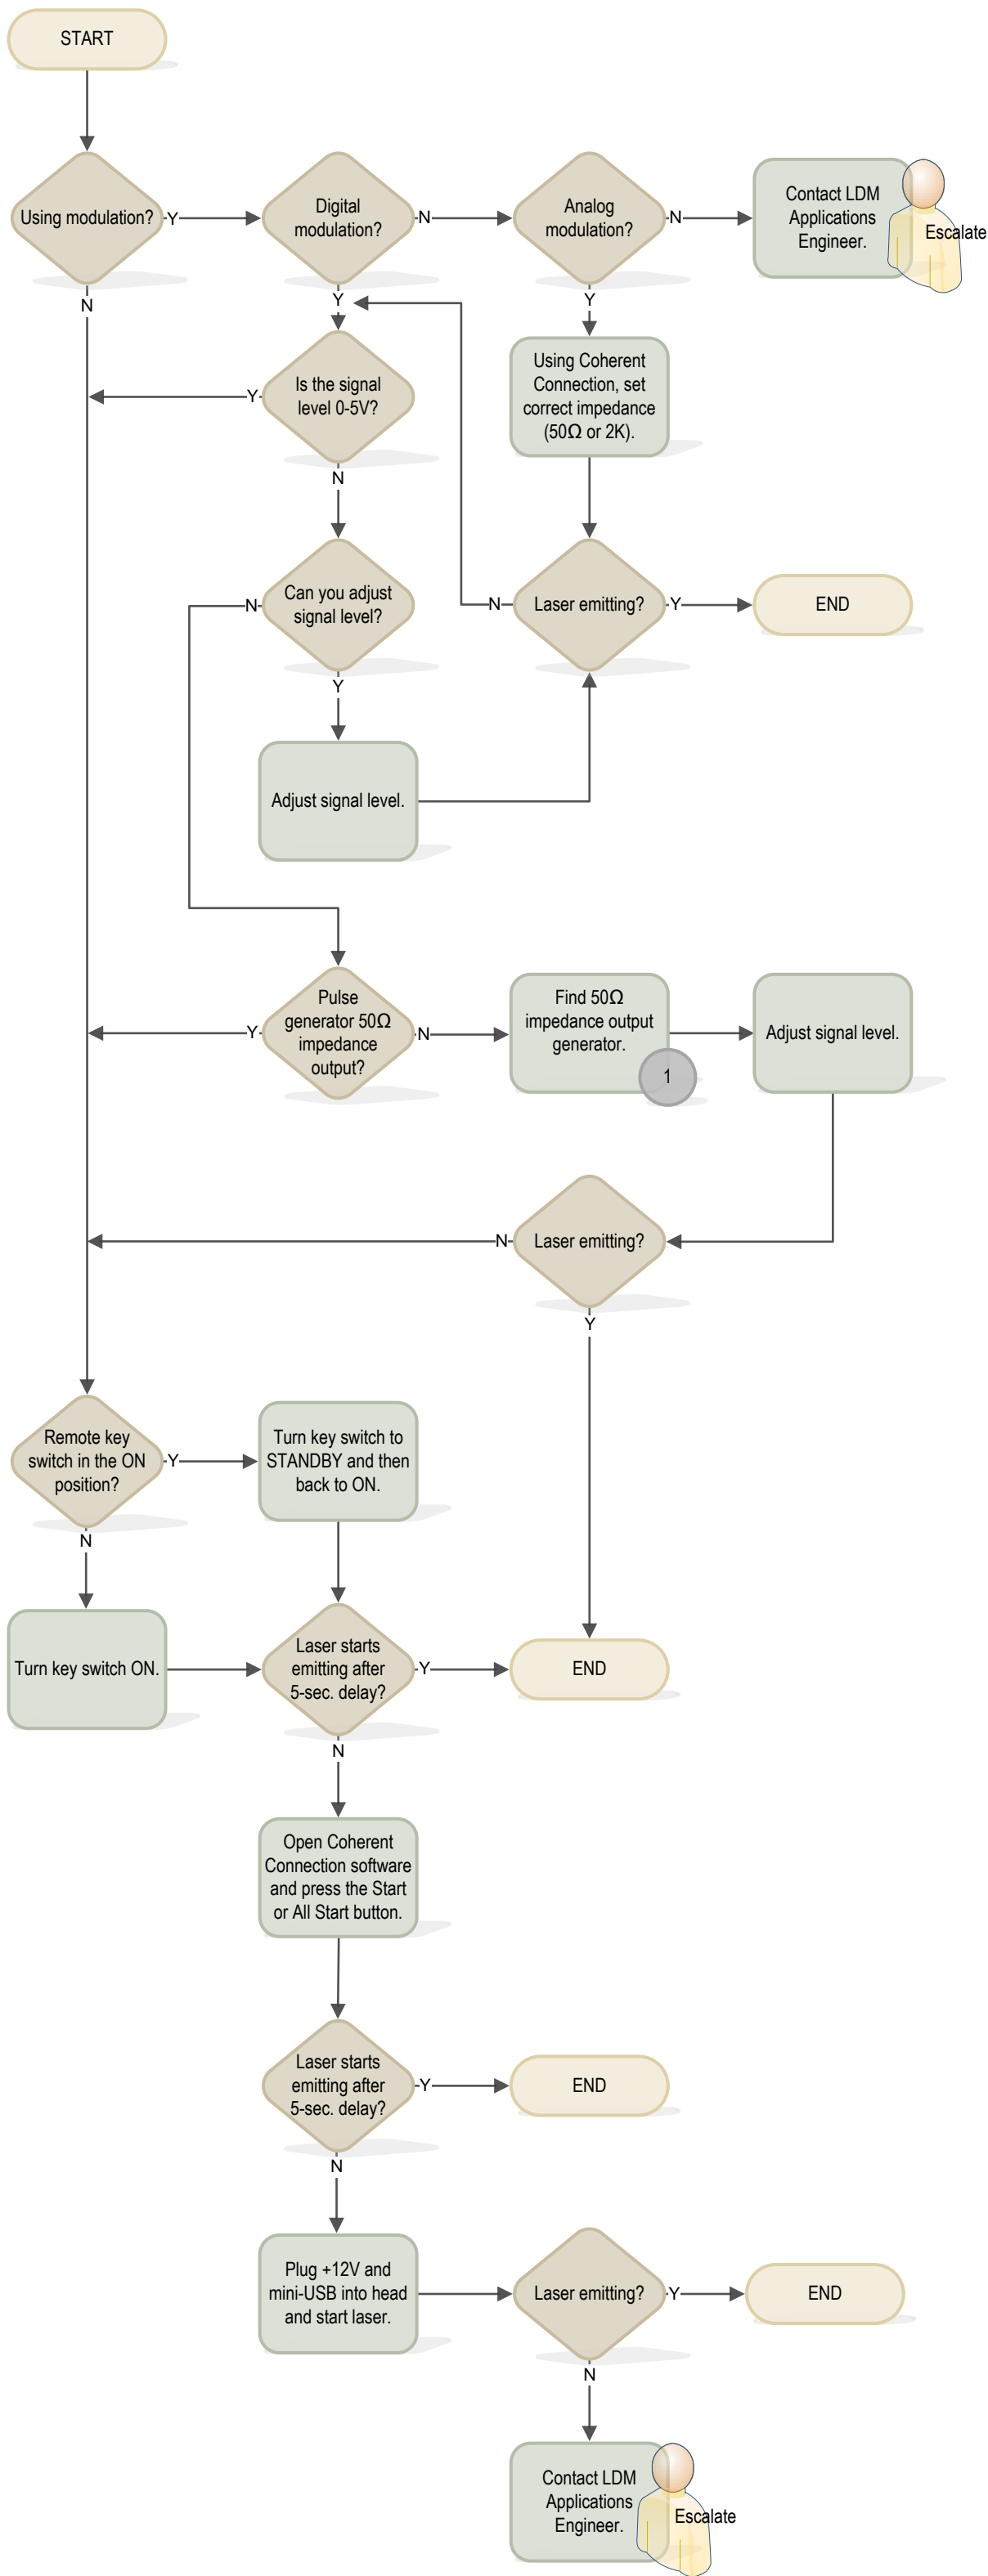 START
Using modulation?
Y
Digital
modulation?
N
Analog
modulation?
N
Contact LDM
Applications
Engineer.
Escalate
N
Y
Y
Using Coherent
Connection, set
correct impedance
(50Ω or 2K).
Is the signal
level 0-5V?
Y
N
Can you adjust
signal level?
N
Y
Laser emitting?
N
Y
END
Adjust signal level.
Pulse
generator 50Ω
impedance
output?
Y
N
Find 50Ω
impedance output
generator.
1
Adjust signal level.
Laser emitting?
N
Y
Remote key
switch in the ON
position?
Y
N
Turn key switch to
STANDBY and then
back to ON.
Turn key switch ON.
Laser starts
emitting after
5-sec. delay?
Y
END
N
Open Coherent
Connection software
and press the Start
or All Start button.
Laser starts
emitting after
5-sec. delay?
Y
END
N
Plug +12V and
mini-USB into head
and start laser.
Laser emitting?
Y
END
N
Contact LDM
Applications
Engineer.
Escalate